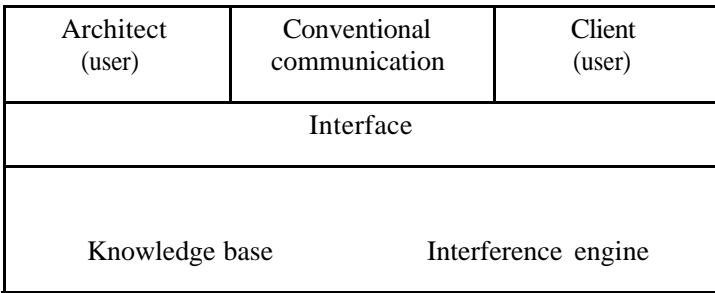 Architect
(user)
Conventional
communication
Client
(user)
Interface
Knowledge base
Interference engine